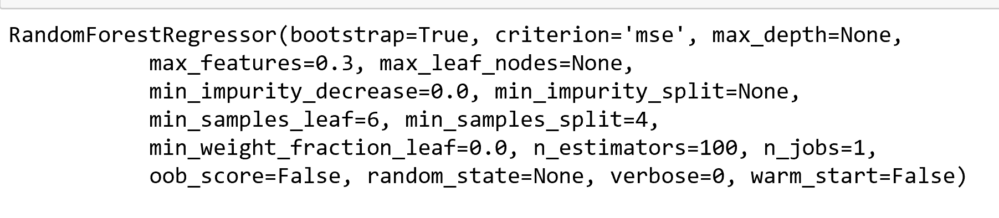 RandomForestRegressor(bootstrap=True, criterion='mse', max_depth=None,
max_features=0.3, max_leaf_nodes=None,
min_impurity_decrease=0.0, min_impurity_split=None,
min_samples_leaf=6, min_samples_split=4,
min_weight_fraction_leaf=0.0, n_estimators=100, n_jobs=1,
oob_score=False, random_state=None, verbose=0, warm_start=False)